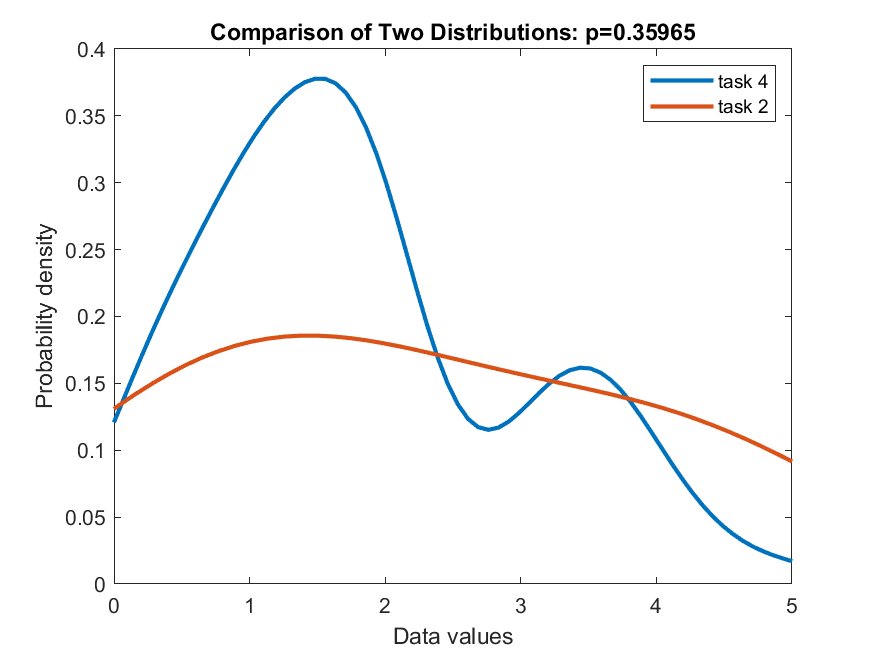 Comparison of Two Distributions: p=0.35965
0.4
0.35
0.3
0.25
0.2
0.15
0.1
0.05
0
Probability density
task 4
task 2
0 1 2 3 4 5
Data values